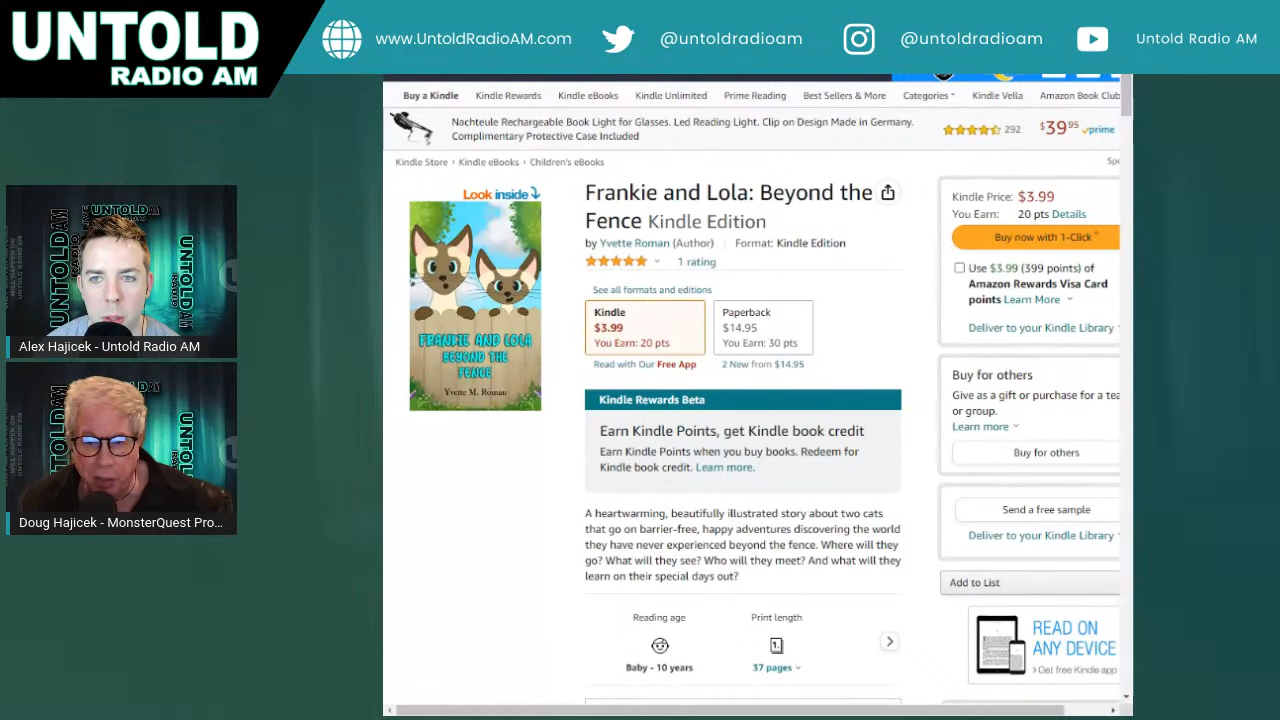 UNTOLD
RADIO AM
www.UntoldRadioAM.com
@untoldradioam
@untoldradioam
Untold Radio AM
Buy a Kindle Kindle Rewards Kindle eBooks Kindle Unlimited Prime Reading Best Sellers & More Categories Kindle Vella Amazon Book Club
Nachteule Rechargeable Book Light for Glasses. Led Reading Light. Clip on Design Made in Germany.
Complimentary Protective Case Included
292
$39.95 prime
Kindle Store › Kindle eBooks › Children's eBooks
Look inside
FRANKIE AND LOLA
BEYOND THE
FENCE
Yvette M. Roman
Frankie and Lola: Beyond the
Fence Kindle Edition
by Yvette Roman (Author) Format: Kindle Edition
1 rating
See all formats and editions
Kindle
$3.99
You Earn: 20 pts
Paperback
$14.95
You Earn: 30 pts
Read with Our Free App
2 New from $14.95
Kindle Rewards Beta
Earn Kindle Points, get Kindle book credit
Earn Kindle Points when you buy books. Redeem for
Kindle book credit. Learn more.
A heartwarming, beautifully illustrated story about two cats
that go on barrier-free, happy adventures discovering the world
they have never experienced beyond the fence. Where will they
go? What will they see? Who will they meet? And what will they
learn on their special days out?
Reading age
Baby - 10 years
Print length
37 pages
Kindle Price: $3.99
You Earn: 20 pts Details
Buy now with 1-Click
Use $3.99 (399 points) of
Amazon Rewards Visa Card
points Learn More
Deliver to your Kindle Library
Buy for others
Give as a gift or purchase for a tea
or group.
Learn more
Buy for others
Send a free sample
Deliver to your Kindle Library
Add to List
READ ON
ANY DEVICE
› Get free Kindle app
Alex Hajicek - Untold Radio AM
Doug Hajicek - MonsterQuest Pro...